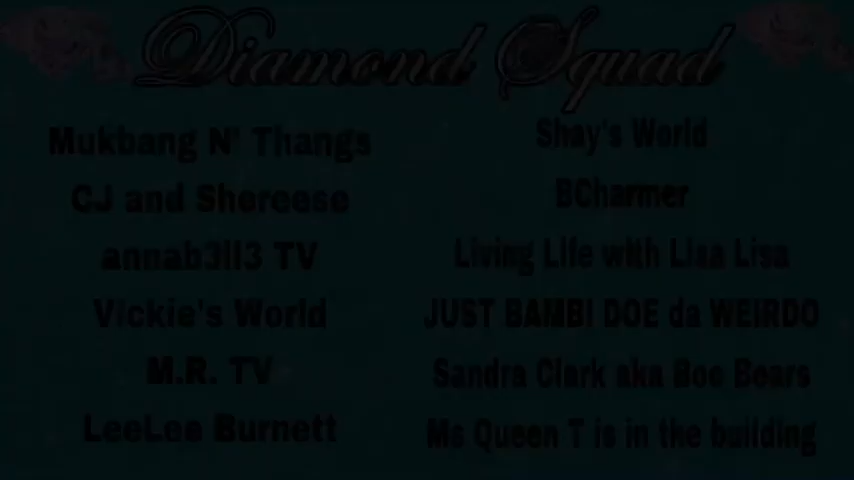 Diamond Squad
Mukbang N' Thangs
CJ and Shereese
annab3ll3 TV
Vickie's World
M.R. TV
LeeLee Burnett
Shay's World
BCharmer
Living Life with Lisa Lisa
JUST BAMBI DOE da WEIRDO
Sandra Clark aka Boo Bears
Ms Queen T is in the building